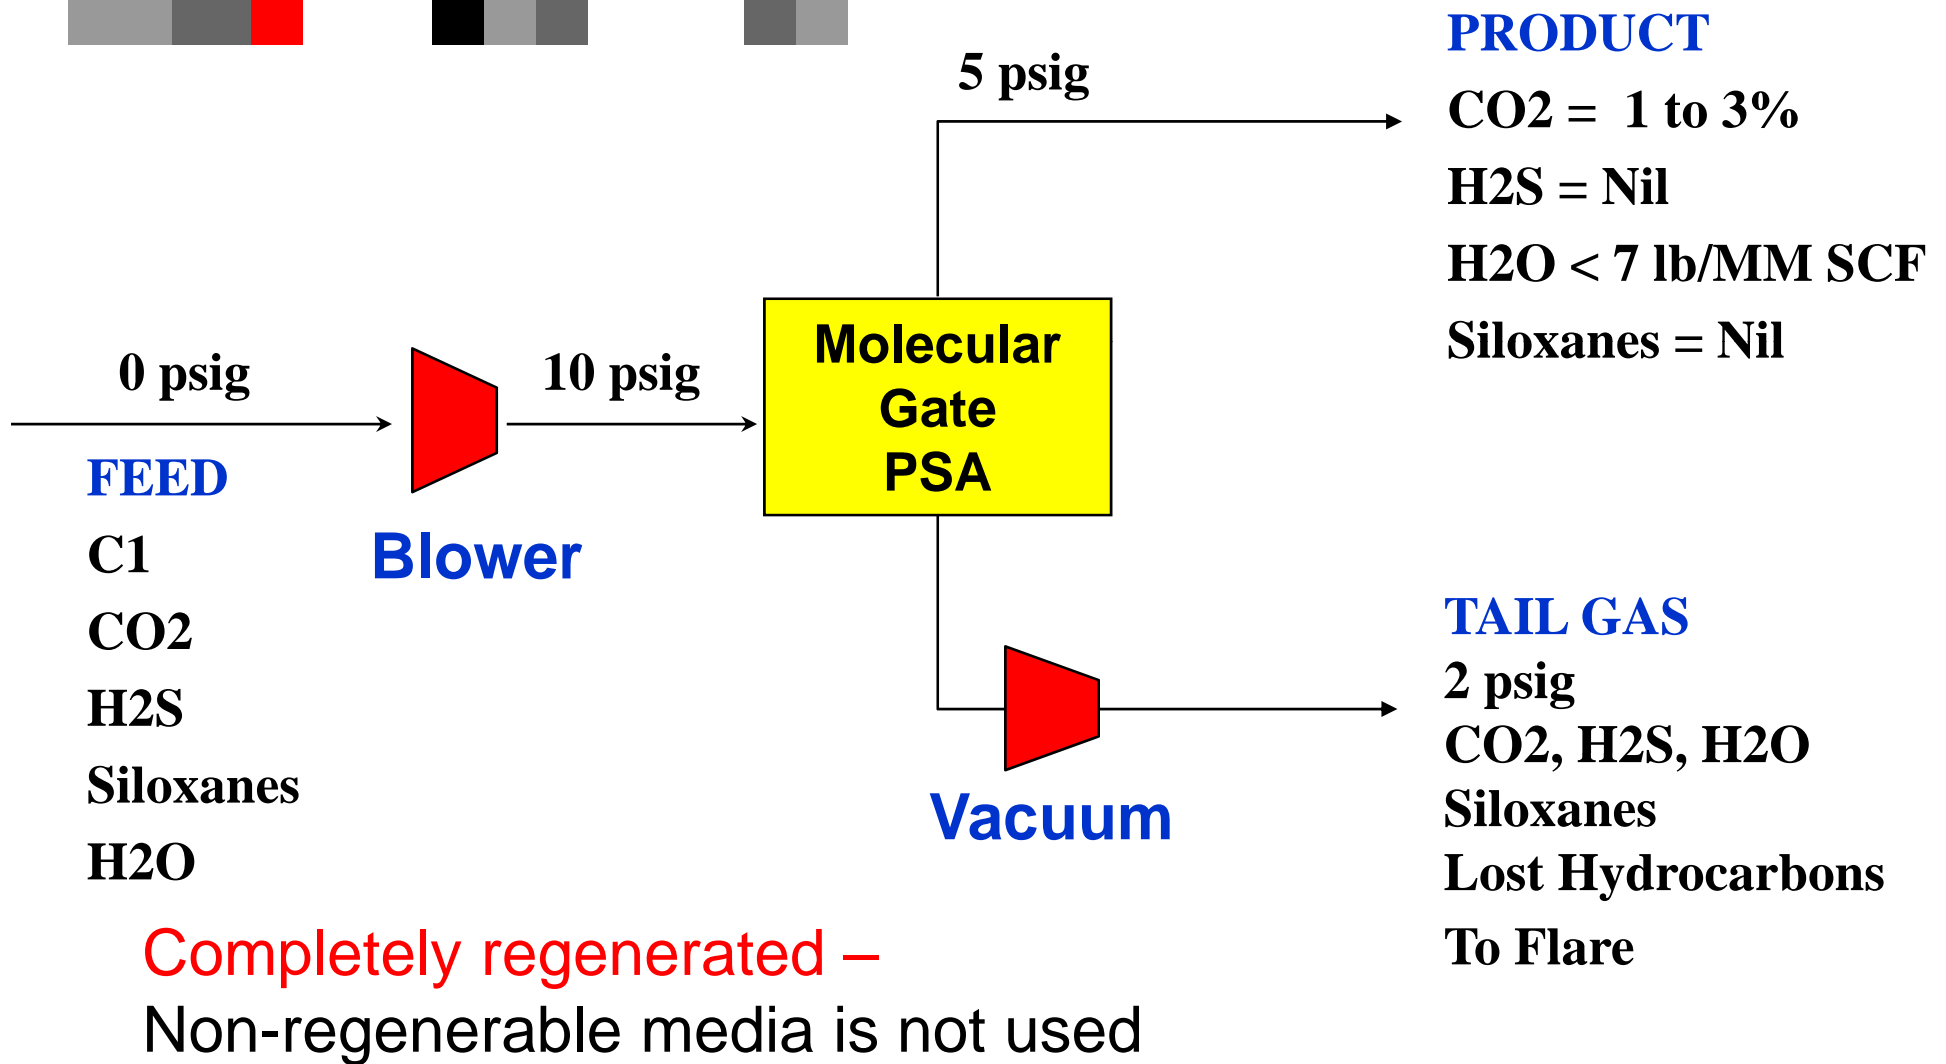 5 psig
PRODUCT
CO2 = 1 to 3%
H2S = Nil
H2O < 7 lb/MM SCF
Siloxanes = Nil
0 psig
10 psig
Molecular
Gate
PSA
FEED
C1
CO2
H2S
Siloxanes
H2O
Blower
Vacuum
TAIL GAS
2 psig
CO2, H2S, H2O
Siloxanes
Lost Hydrocarbons
To Flare
Completely regenerated –
Non-regenerable media is not used